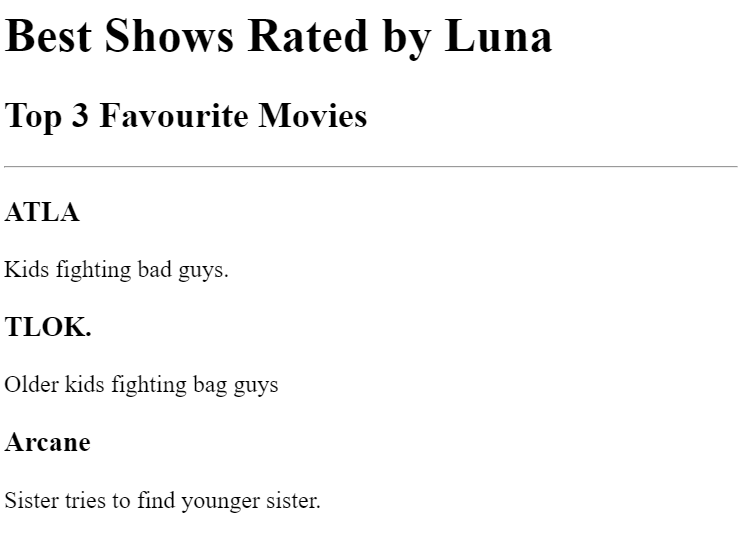 Best Shows Rated by Luna
Top 3 Favourite Movies
ATLA
Kids fighting bad guys.
TLOK.
Older kids fighting bag guys
Arcane
Sister tries to find younger sister.